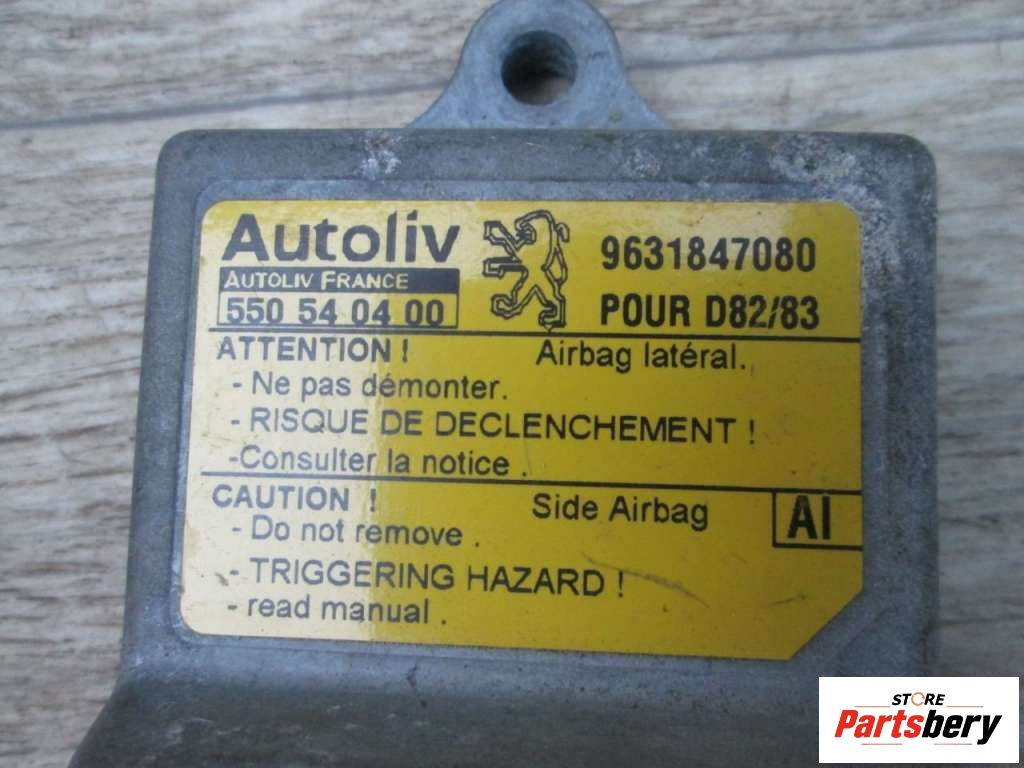 Autoliv
AUTOLIV FRANCE
550 54 04 00
9631847080
POUR D82/83
ATTENTION ! Airbag latéral.
- Ne pas démonter.
- RISQUE DE DECLENCHEMENT !
-Consulter la notice .
CAUTION ! Side Airbag AI
- Do not remove .
- TRIGGERING HAZARD !
- read manual .
STORE
Partsbery